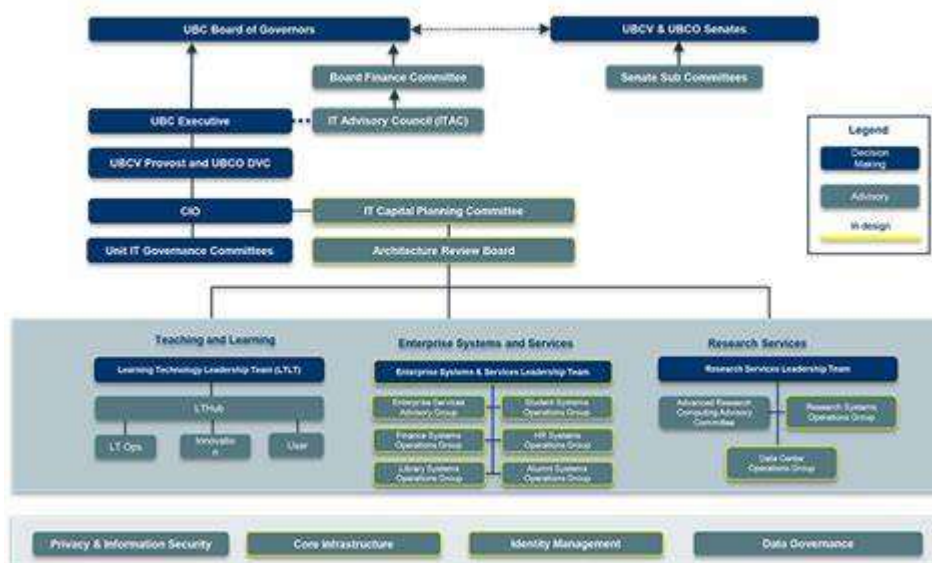 UBC Board of Governors
UBCV & UBCO Senates
Board Finance Committee
Senate Sub Committees
UBC Executive
IT Advisory Council (ITAC)
UBCV Provost and UBCO DVC
CIO
IT Capital Planning Committee
Unit IT Governance Committees
Architecture Review Board
Legend
Decision
Making
Advisory
In design
Teaching and Learning
Learning Technology Leadership Team (LTLT)
LTHub
LT Ops
Innovatio
n
User
Enterprise Systems and Services
Enterprise Systems & Services Leadership Team
Enterprise Services
Advisory Group
Student Systems
Operations Group
Finance Systems
Operations Group
HR Systems
Operations Group
Library Systems
Operations Group
Alumni Systems
Operations Group
Research Services
Research Services Leadership Team
Advanced Research
Computing Advisory
Committee
Research Systems
Operations Group
Data Center
Operations Group
Privacy & Information Security
Core Infrastructure
Identity Management
Data Governance